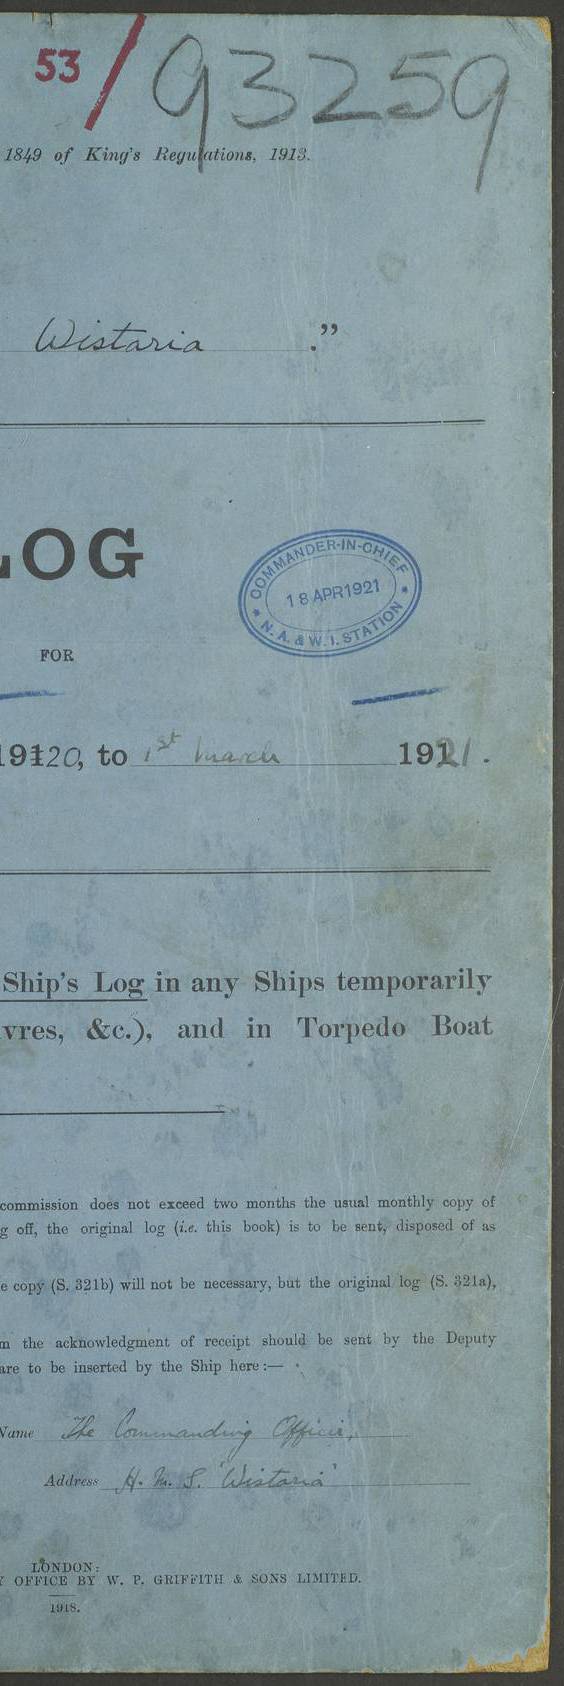 53 / 93259
1849 of King's Regulations, 1913.
Wistaria ."
LOG
COMMANDER-IN-CHIEF
18 APR 1921
* N. A. & W. I. STATION *
FOR
19120, to 1st March 1921.
Ship's Log in any Ships temporarily
vres, &c.), and in Torpedo Boat
commission does not exceed two months the usual monthly copy of
g off, the original log (i.e. this book) is to be sent, disposed of as
e copy (S. 321b) will not be necessary, but the original log (S. 321a),
m the acknowledgment of receipt should be sent by the Deputy
are to be inserted by the Ship here :—
Name The Commanding Officer,
Address H. M. S. 'Wistaria'
LONDON:
Y OFFICE BY W. P. GRIFFITH & SONS LIMITED.
1918.